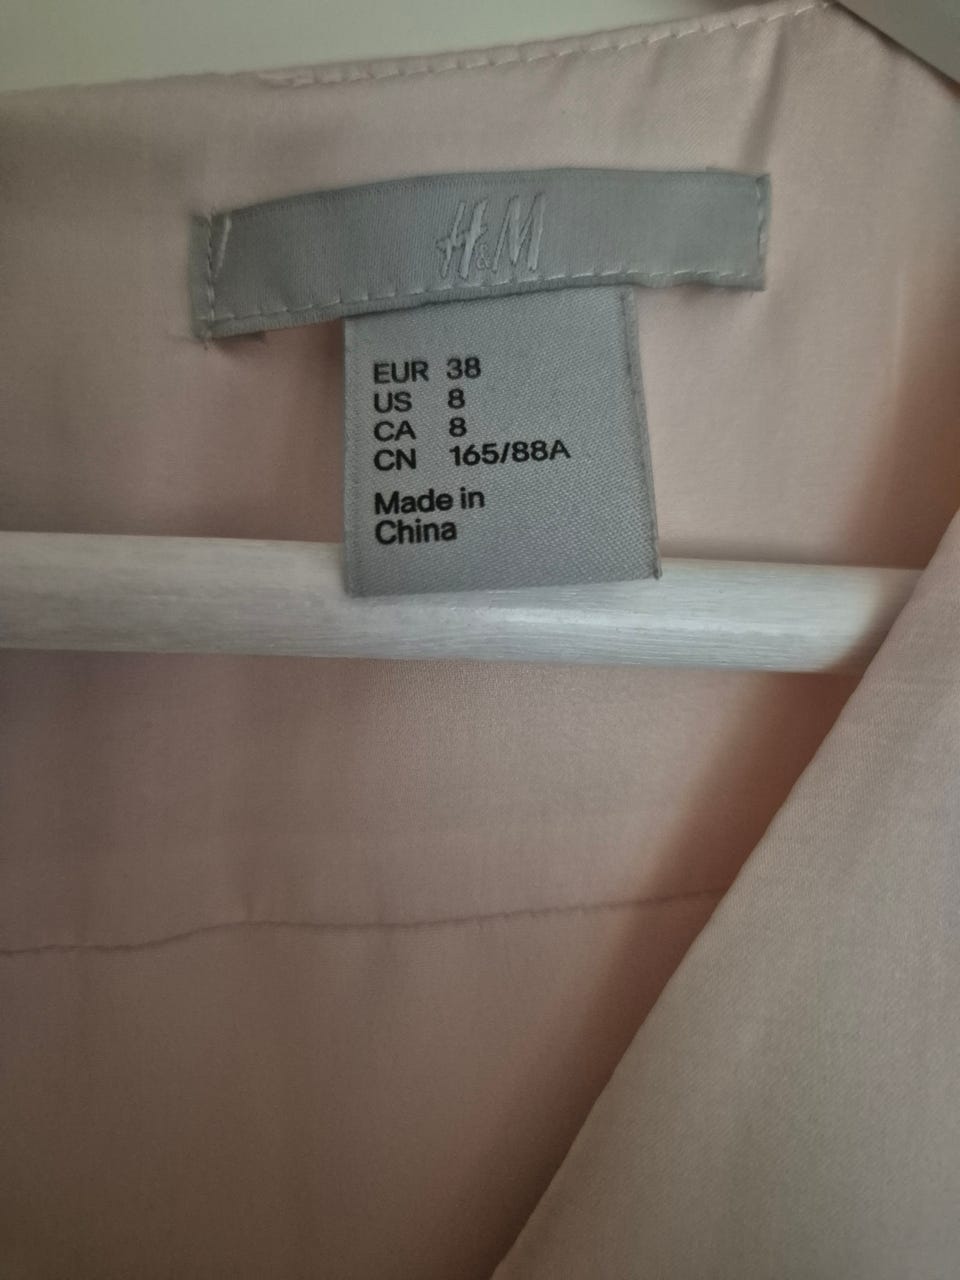 H&M
EUR 38
US 8
CA 8
CN 165/88A
Made in
China